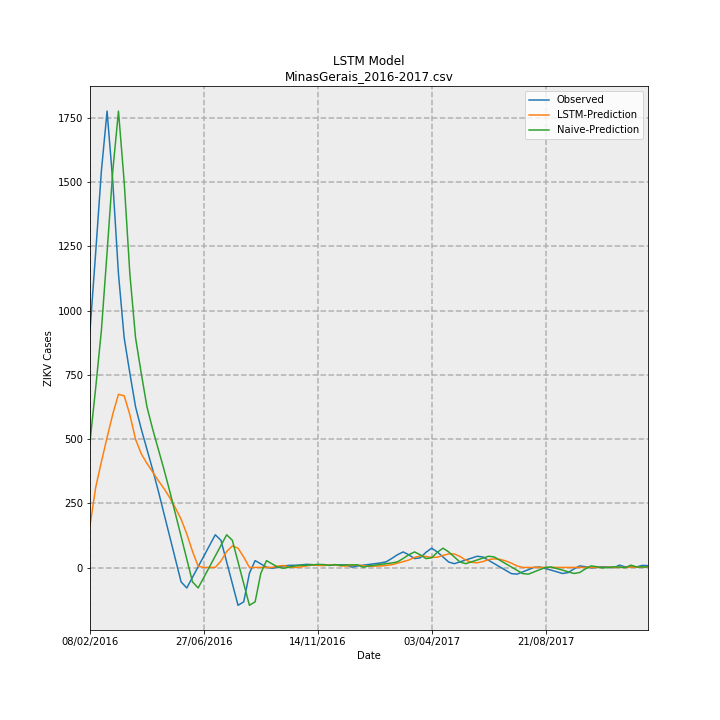 LSTM Model
MinasGerais_2016-2017.csv
Observed
LSTM-Prediction
Naive-Prediction
ZIKV Cases
1750
1500
1250
1000
750
500
250
0
08/02/2016
27/06/2016
14/11/2016
03/04/2017
21/08/2017
Date